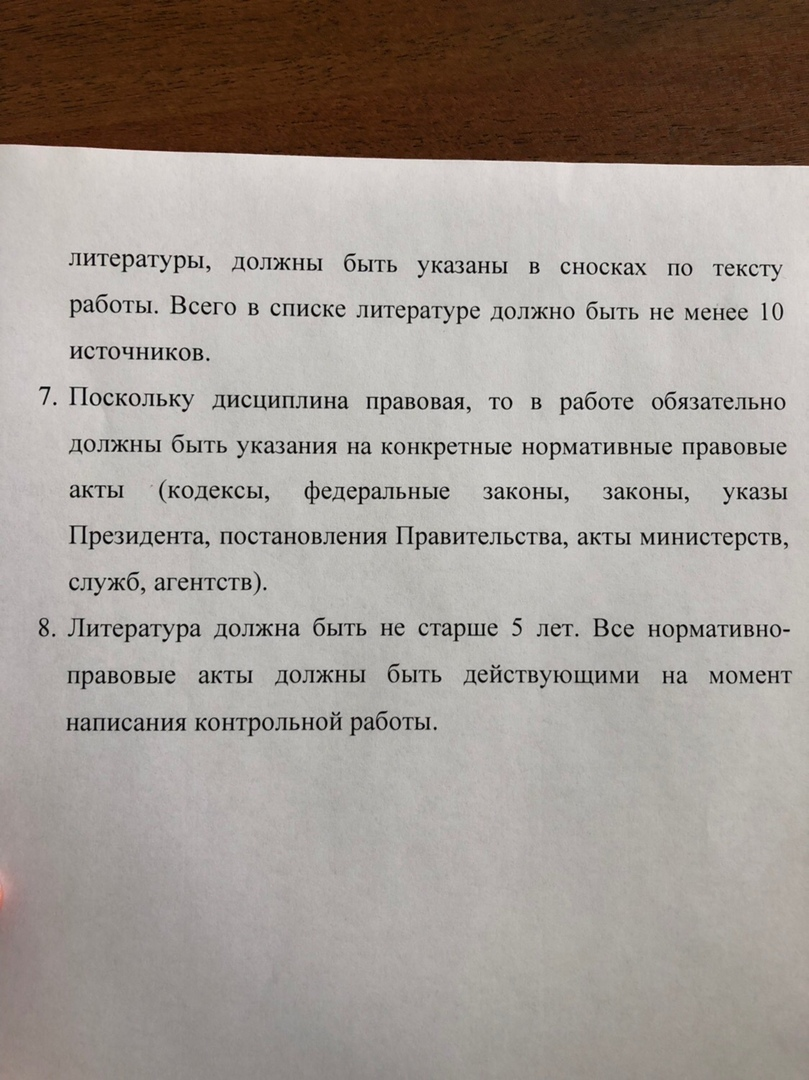 литературы, должны быть указаны в сносках по тексту
работы. Всего в списке литературе должно быть не менее 10
источников.
7. Поскольку дисциплина правовая, то в работе обязательно
должны быть указания на конкретные нормативные правовые
акты (кодексы, федеральные законы, законы, указы
Президента, постановления Правительства, акты министерств,
служб, агентств).
8. Литература должна быть не старше 5 лет. Все нормативно-
правовые акты должны быть действующими на момент
написания контрольной работы.